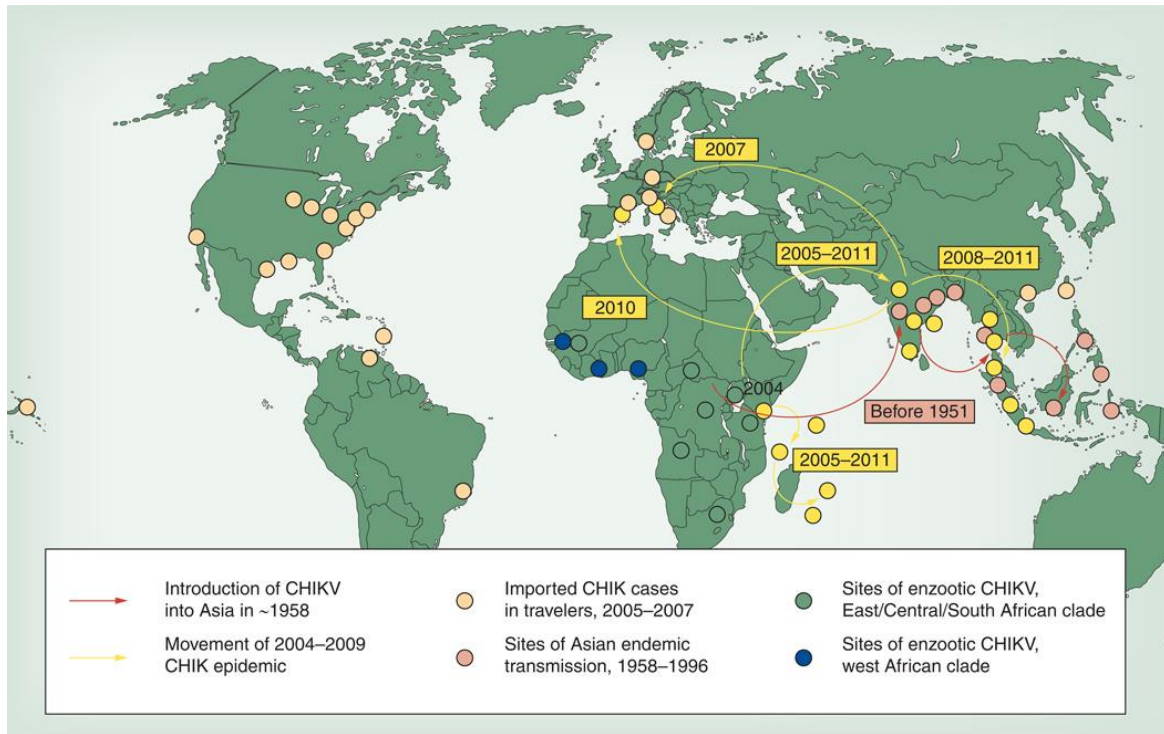 2007
2005–2011
2008–2011
2010
2004
Before 1951
2005–2011
Introduction of CHIKV
into Asia in ~1958
Movement of 2004–2009
CHIK epidemic
Imported CHIK cases
in travelers, 2005–2007
Sites of Asian endemic
transmission, 1958–1996
Sites of enzootic CHIKV,
East/Central/South African clade
Sites of enzootic CHIKV,
west African clade